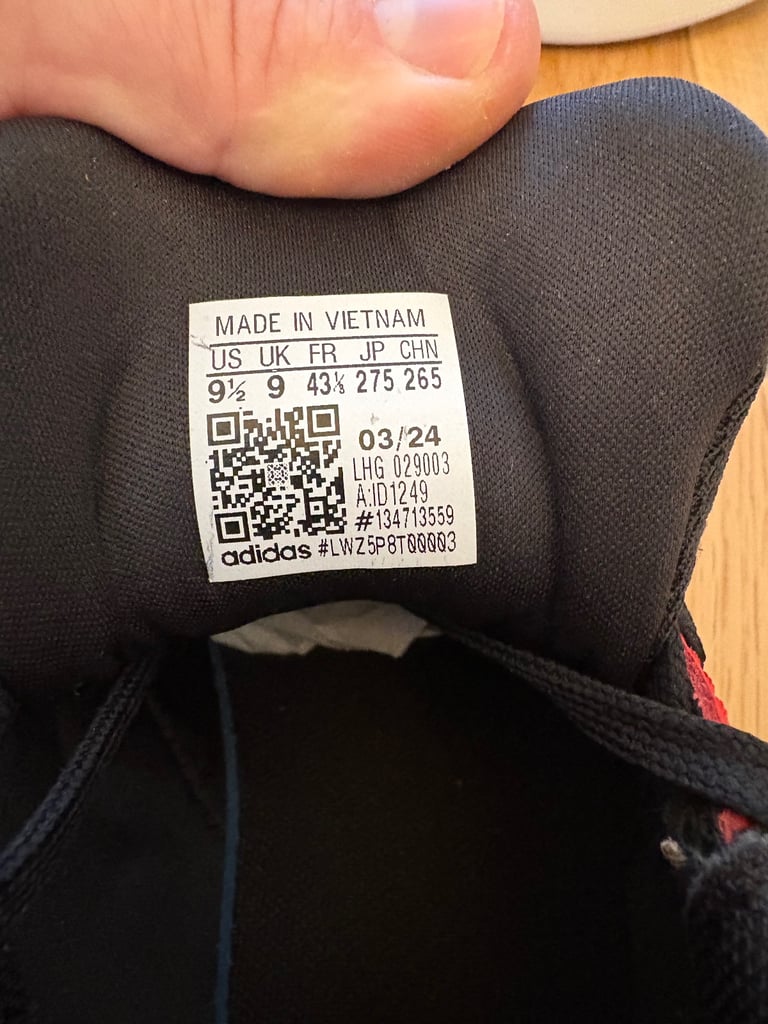 MADE IN VIETNAM
US UK FR JP CHN
9½ 9 43⅓ 275 265
03/24
LHG 029003
A:ID1249
#134713559
adidas #LWZ5P8T00003